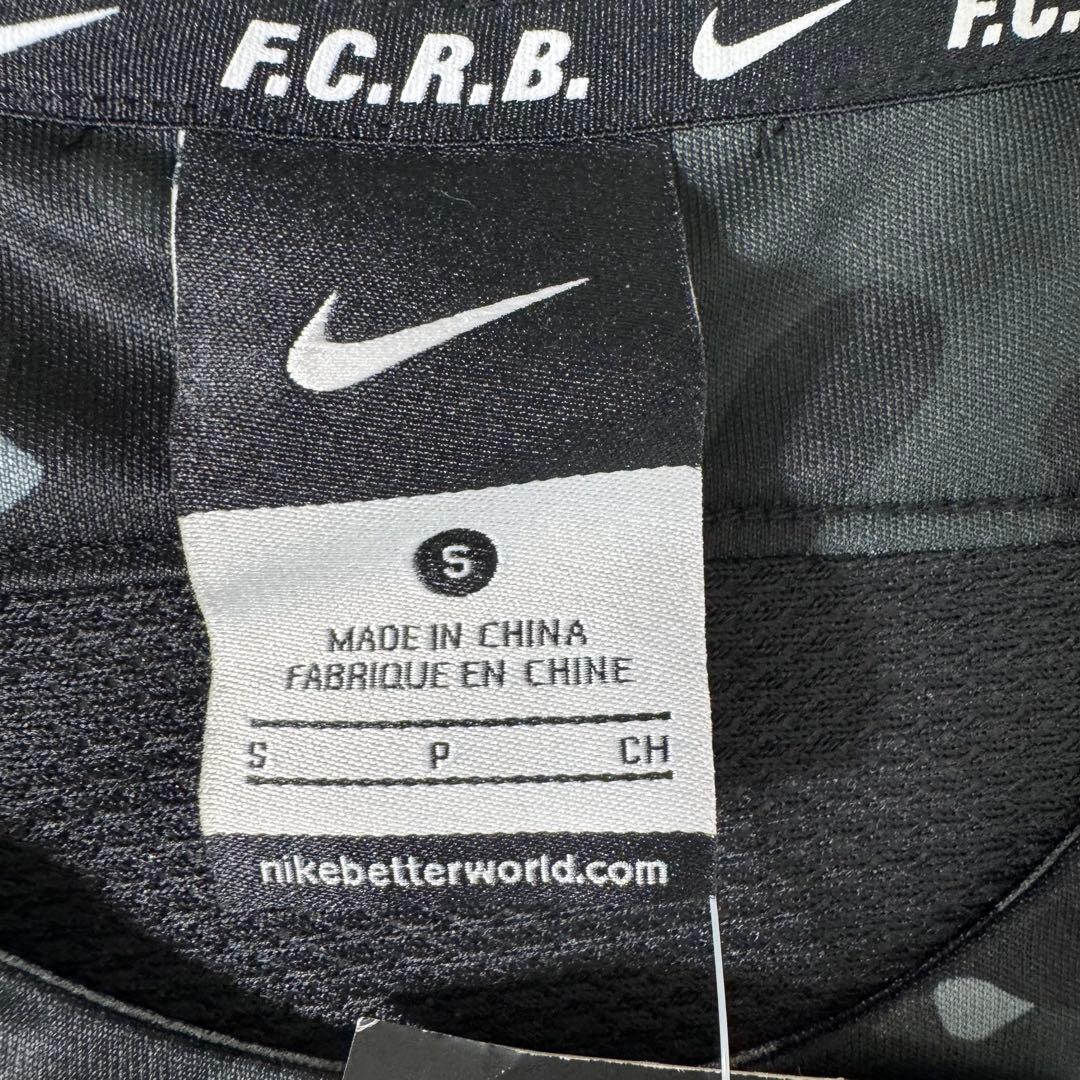 F.C.R.B. F.C.
S
MADE IN CHINA
FABRIQUE EN CHINE
S P CH
nikebetterworld.com